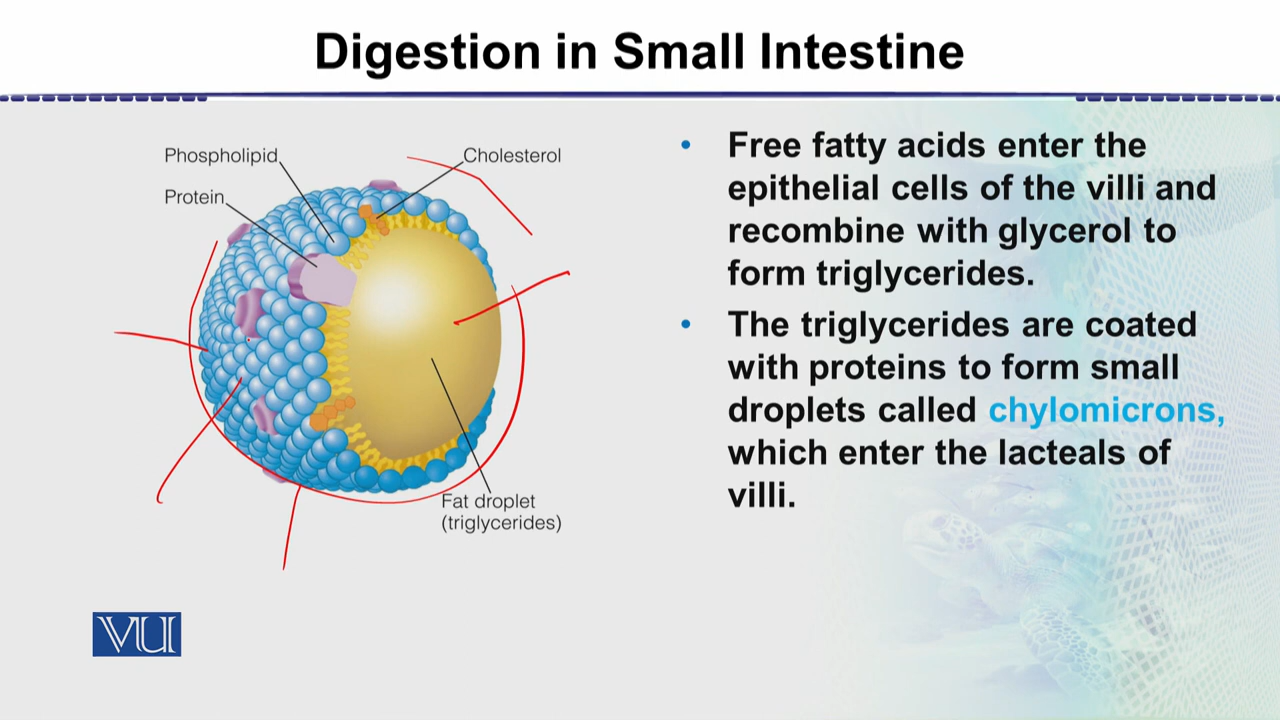 Digestion in Small Intestine
Phospholipid
Cholesterol
Protein
Fat droplet
(triglycerides)
• Free fatty acids enter the
epithelial cells of the villi and
recombine with glycerol to
form triglycerides.
• The triglycerides are coated
with proteins to form small
droplets called chylomicrons,
which enter the lacteals of
villi.
VU